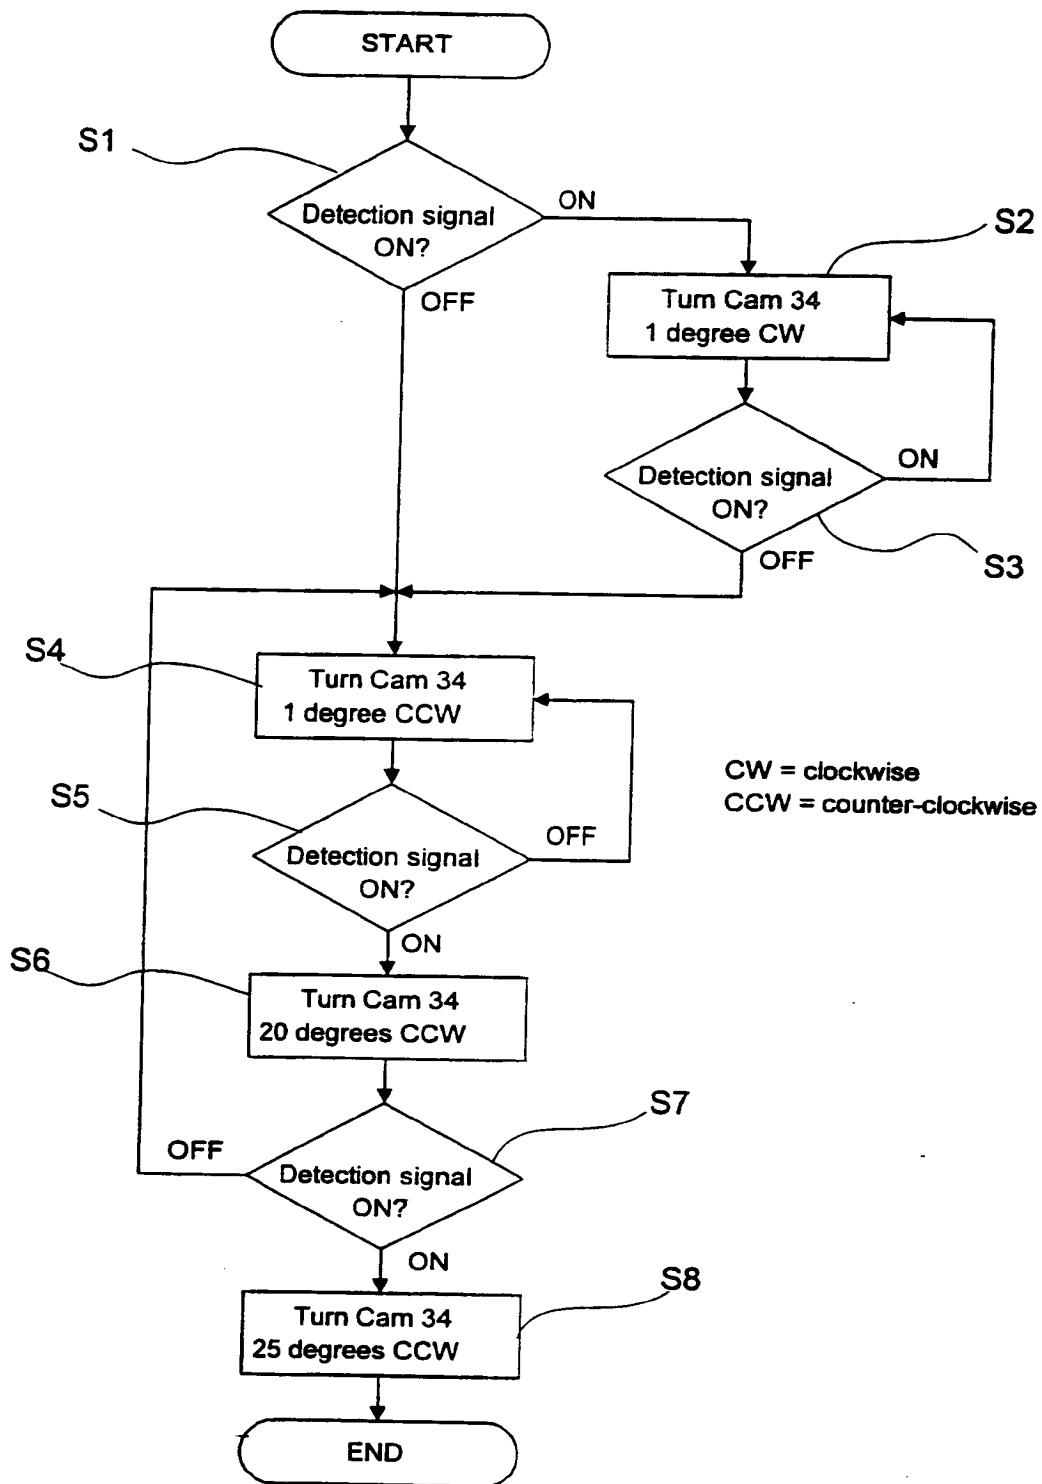 START
S1
Detection signal
ON?
ON
OFF
S2
Turn Cam 34
1 degree CW
Detection signal
ON?
ON
OFF
S3
S4
Turn Cam 34
1 degree CCW
CW = clockwise
CCW = counter-clockwise
S5
Detection signal
ON?
OFF
ON
S6
Turn Cam 34
20 degrees CCW
S7
OFF
Detection signal
ON?
ON
S8
Turn Cam 34
25 degrees CCW
END